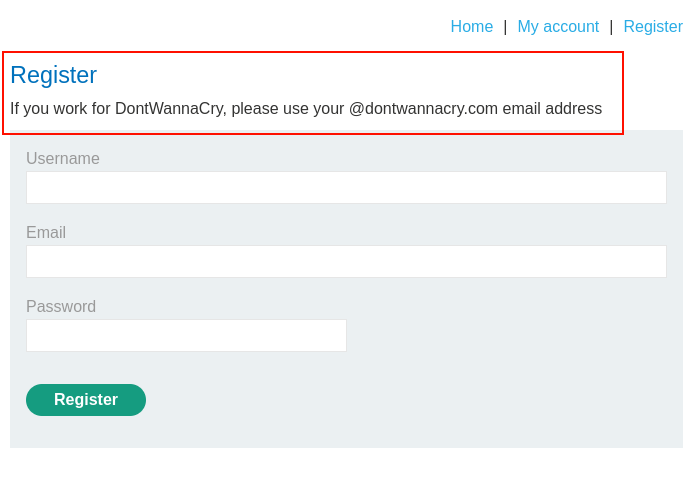 Home | My account | Register
Register
If you work for DontWannaCry, please use your @dontwannacry.com email address
Username
Email
Password
Register